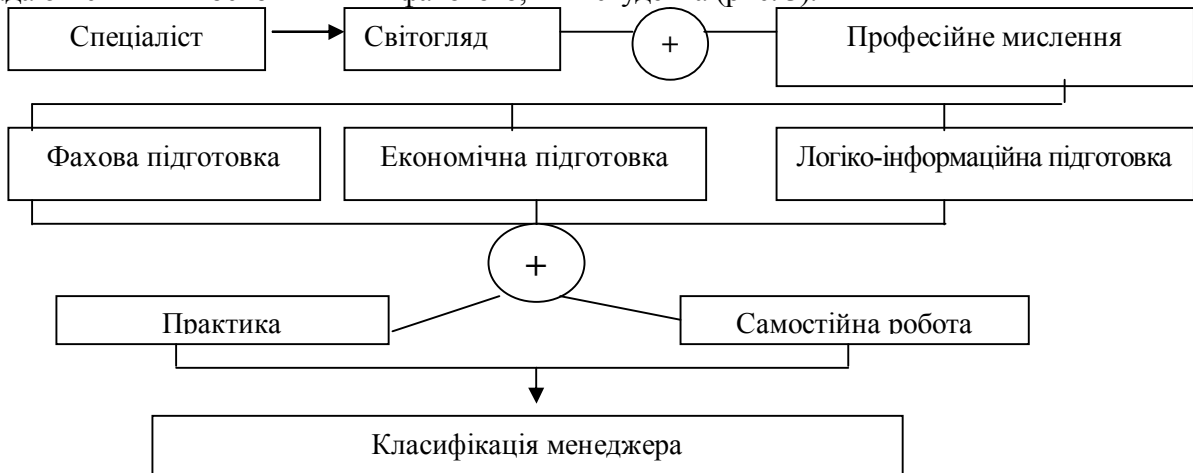 Спеціаліст
Світогляд
+
Професійне мислення
Фахова підготовка
Економічна підготовка
Логіко-інформаційна підготовка
+
Практика
Самостійна робота
Класифікація менеджера